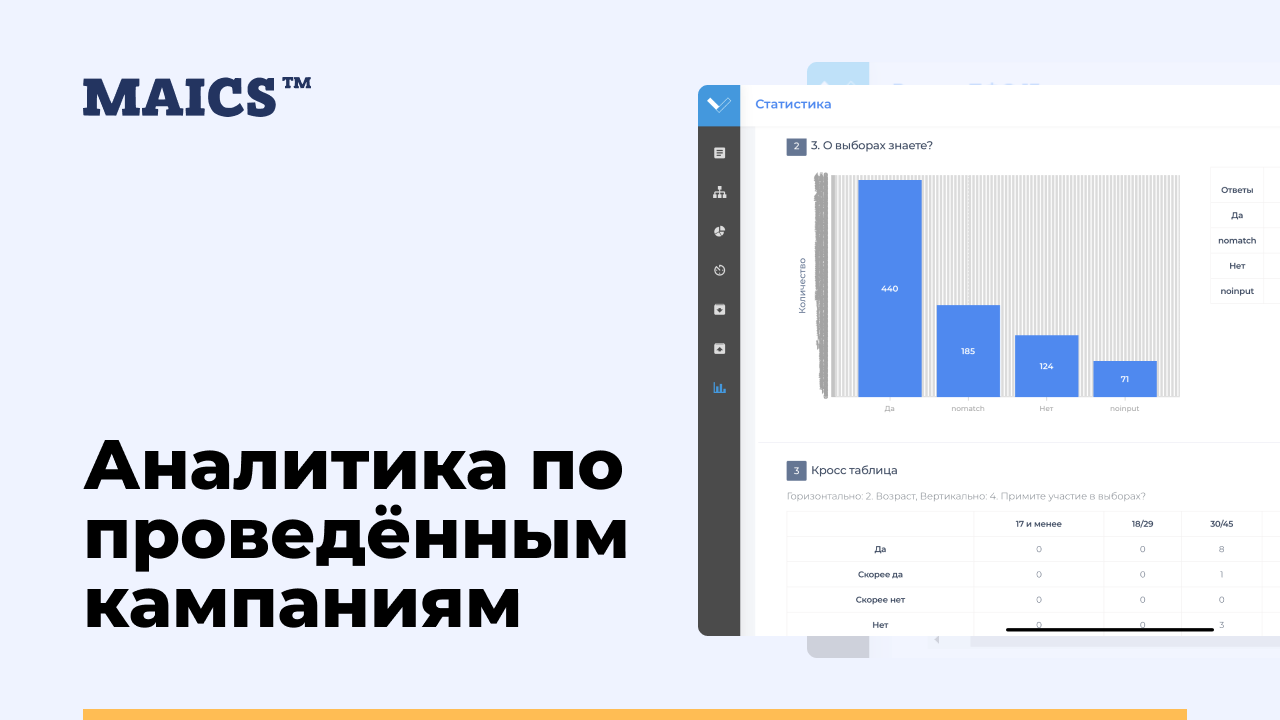 MAICS™
Аналитика по
проведённым
кампаниям
Статистика
2 3. О выборах знаете?
Количество
440
185
124
71
Да nomatch Нет noinput
Ответы
Да
nomatch
Нет
noinput
3 Кросс таблица
Горизонтально: 2. Возраст, Вертикально: 4. Примите участие в выборах?
17 и менее 18/29 30/45
Да 0 0 8
Скорее да 0 0 1
Скорее нет 0 0 0
Нет 0 0 3